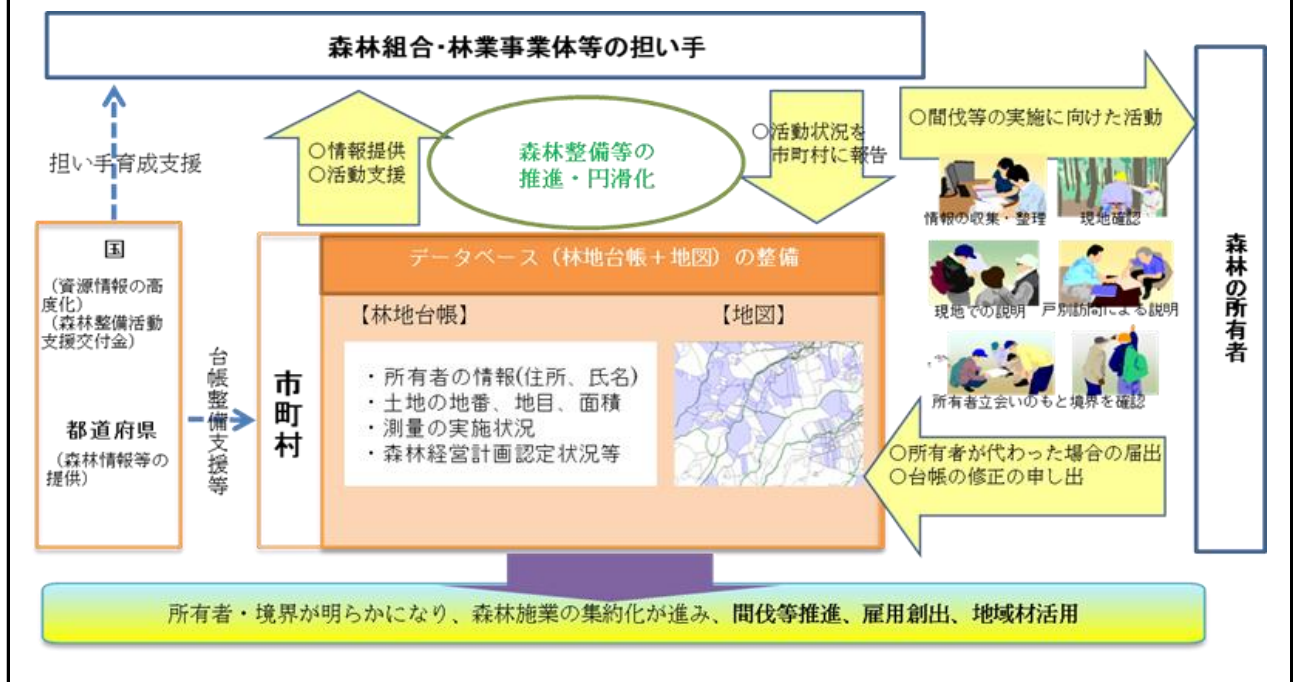 森林組合・林業事業体等の担い手
担い手育成支援
○情報提供
○活動支援
森林整備等の
推進・円滑化
○活動状況を
市町村に報告
○間伐等の実施に向けた活動
情報の収集・整理
現地確認
現地での説明
戸別訪問による説明
所有者立会いのもと境界を確認
森林の所有者
国
(資源情報の高
度化)
(森林整備活動
支援交付金)
都道府県
(森林情報等の
提供)
台帳整備支援等
市町村
データベース(林地台帳+地図)の整備
【林地台帳】
【地図】
・所有者の情報(住所、氏名)
・土地の地番、地目、面積
・測量の実施状況
・森林経営計画認定状況等
○所有者が代わった場合の届出
○台帳の修正の申し出
所有者・境界が明らかになり、森林施業の集約化が進み、間伐等推進、雇用創出、地域材活用